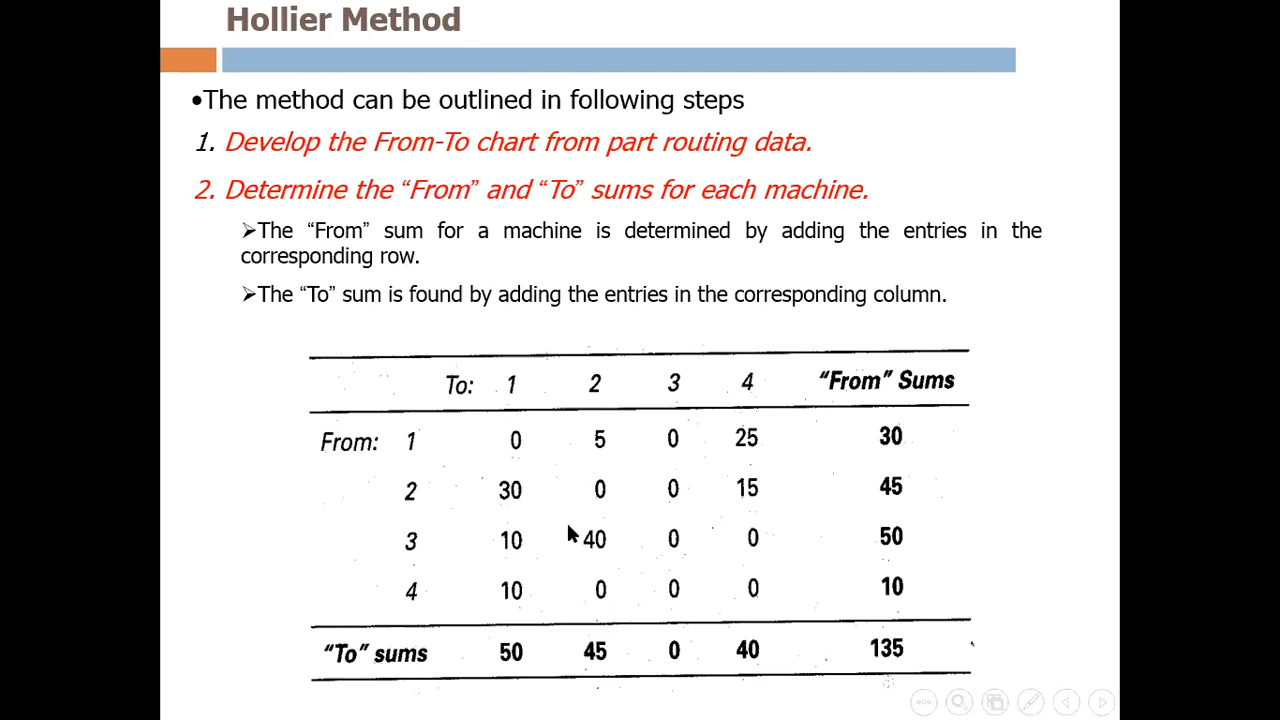 Hollier Method
•The method can be outlined in following steps
1. Develop the From-To chart from part routing data.
2. Determine the “From” and “To” sums for each machine.
➢The “From” sum for a machine is determined by adding the entries in the
corresponding row.
➢The “To” sum is found by adding the entries in the corresponding column.
To: 1 2 3 4 “From” Sums
From: 1 0 5 0 25 30
2 30 0 0 15 45
3 10 40 0 0 50
4 10 0 0 0 10
“To” sums 50 45 0 40 135